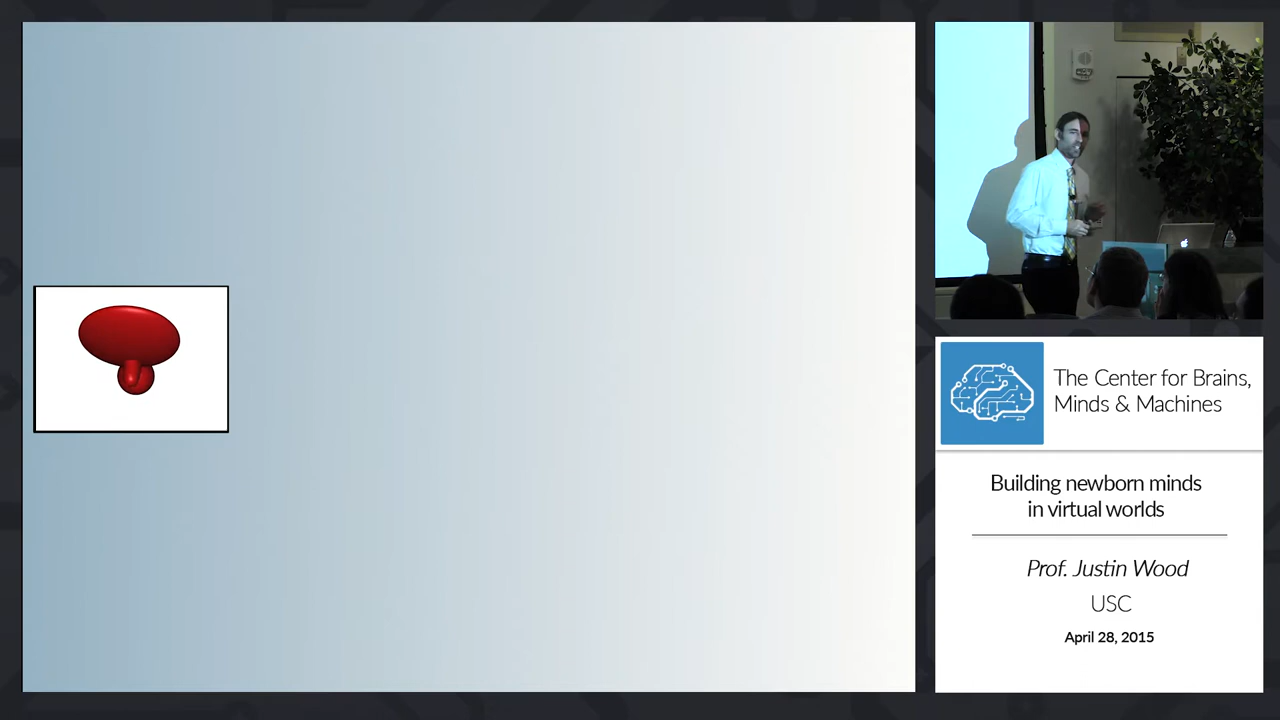 The Center for Brains,
Minds & Machines
Building newborn minds
in virtual worlds
Prof. Justin Wood
USC
April 28, 2015